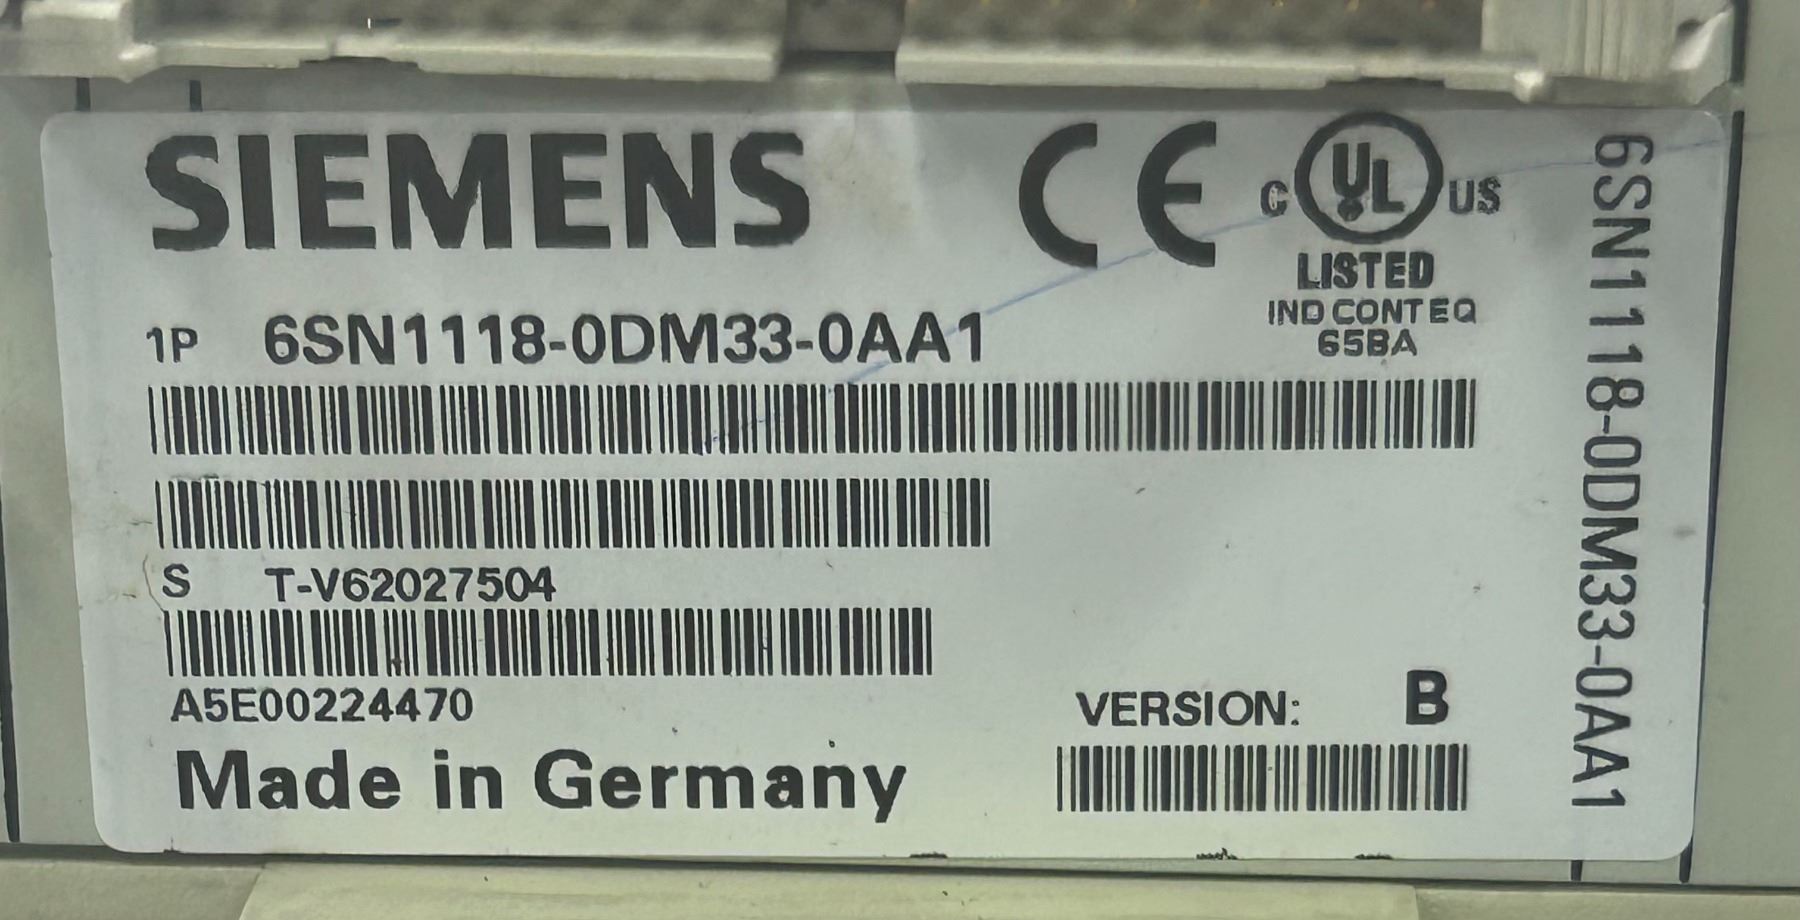 SIEMENS
CE
C UL US
LISTED
IND CONT EQ
65BA
1P 6SN1118-0DM33-0AA1
S T-V62027504
A5E00224470
VERSION: B
Made in Germany
6SN1118-0DM33-0AA1